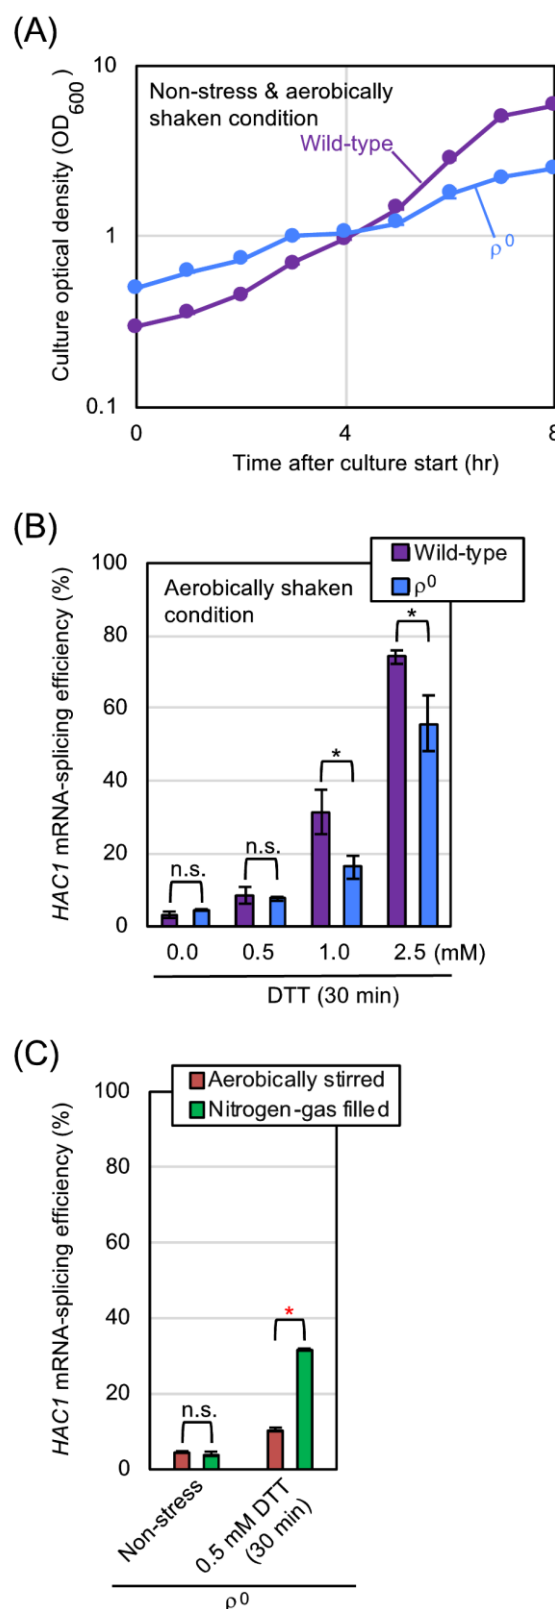 (A)
Culture optical density (OD600)
10
1
0.1
Non-stress & aerobically
shaken condition
Wild-type
ρ0
0
4
8
Time after culture start (hr)
(B)
HAC1 mRNA-splicing efficiency (%)
100
80
60
40
20
0
Wild-type
ρ0
Aerobically shaken
condition
n.s.
n.s.
*
*
0.0
0.5
1.0
2.5 (mM)
DTT (30 min)
(C)
HAC1 mRNA-splicing efficiency (%)
100
80
60
40
20
0
Aerobically stirred
Nitrogen-gas filled
n.s.
*
Non-stress
0.5 mM DTT
(30 min)
ρ0